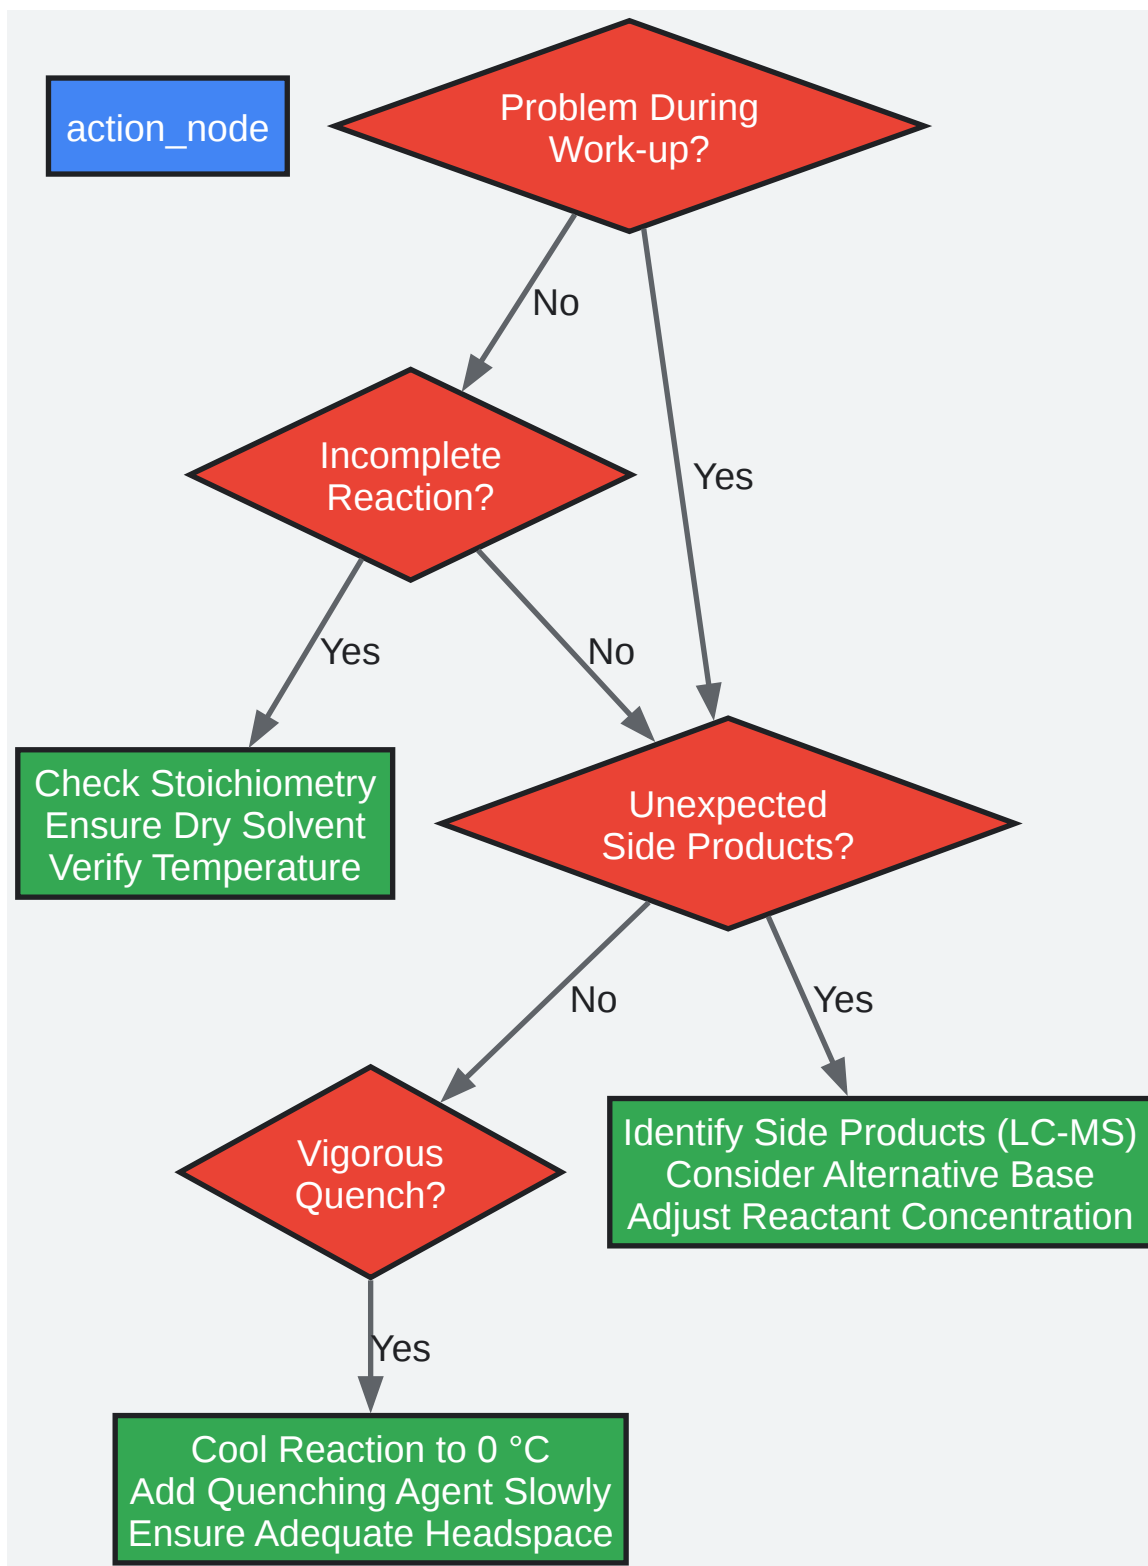 action_node
Problem During
Work-up?
No
Yes
Incomplete
Reaction?
Yes
No
Check Stoichiometry
Ensure Dry Solvent
Verify Temperature
Unexpected
Side Products?
No
Yes
Vigorous
Quench?
Identify Side Products (LC-MS)
Consider Alternative Base
Adjust Reactant Concentration
Yes
Cool Reaction to 0 °C
Add Quenching Agent Slowly
Ensure Adequate Headspace